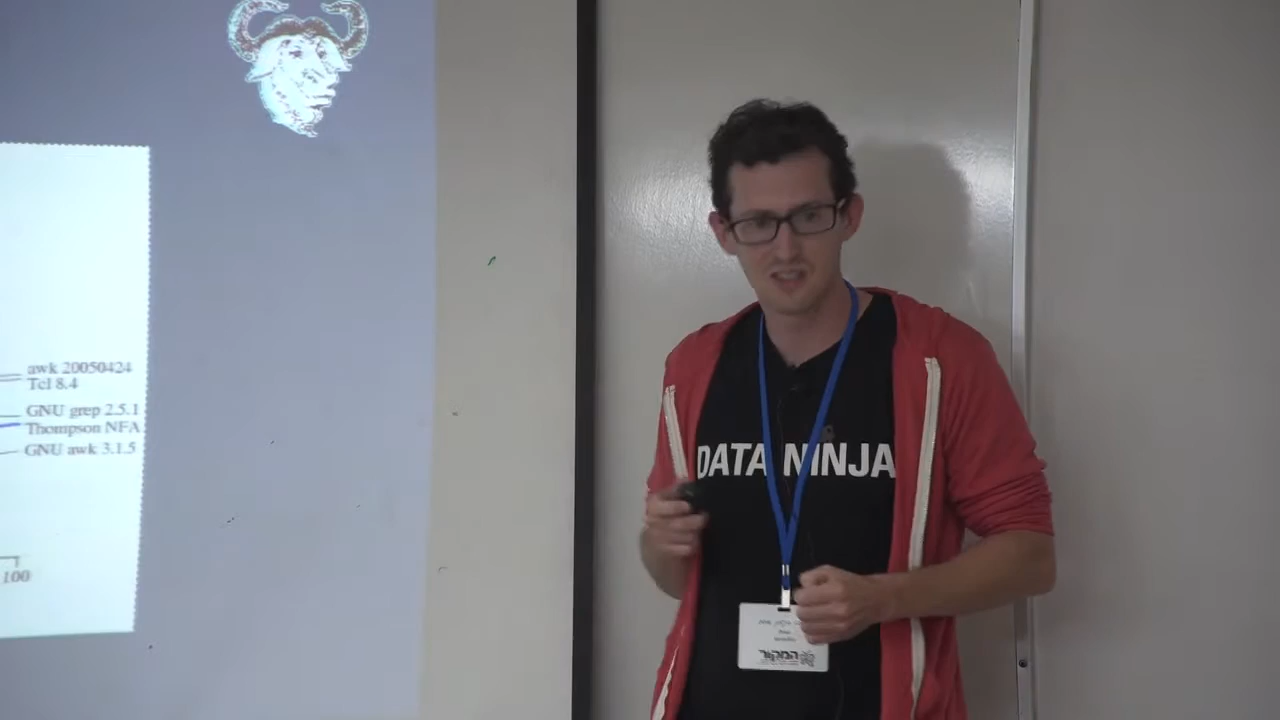 awk 20050424
Tcl 8.4
GNU grep 2.5.1
Thompson NFA
GNU awk 3.1.5
100
DATA NINJA
המקור